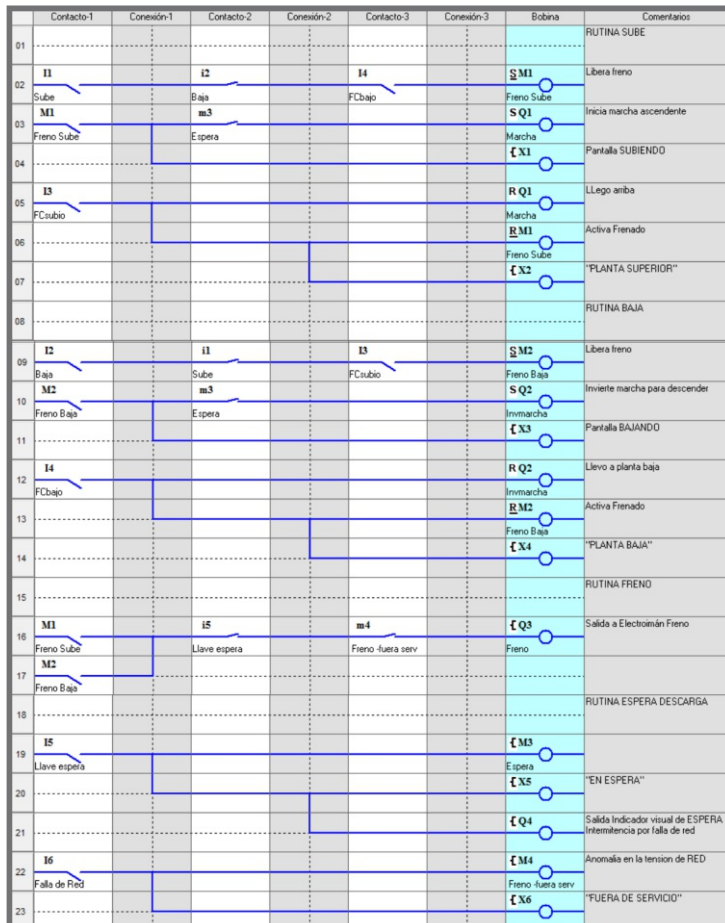 Contacto-1 Conexión-1 Contacto-2 Conexión-2 Contacto-3 Conexión-3 Bobina Comentarios
01 RUTINA SUBE
02 I1 i2 I4 S M1 Libera freno
Sube Baja FCbajo Freno Sube
03 M1 m3 S Q1 Inicia marcha ascendente
Freno Sube Espera Marcha
04 [ X1 Pantalla SUBIENDO
05 I3 R Q1 LLego arriba
FCsubio Marcha
06 R M1 Activa Frenado
Freno Sube
07 [ X2 "PLANTA SUPERIOR"
08 RUTINA BAJA
09 I2 i1 I3 S M2 Libera freno
Baja Sube FCsubio Freno Baja
10 M2 m3 S Q2 Invierte marcha para descender
Freno Baja Espera Invmarcha
11 [ X3 Pantalla BAJANDO
12 I4 R Q2 Llevo a planta baja
FCbajo Invmarcha
13 R M2 Activa Frenado
Freno Baja
14 [ X4 "PLANTA BAJA"
15 RUTINA FRENO
16 M1 i5 m4 [ Q3 Salida a Electroimán Freno
Freno Sube Llave espera Freno -fuera serv Freno
17 M2
Freno Baja
18 RUTINA ESPERA DESCARGA
19 I5 [ M3
Llave espera Espera
20 [ X5 "EN ESPERA"
21 [ Q4 Salida Indicador visual de ESPERA
Intermitencia por falla de red
22 I6 [ M4 Anomalia en la tension de RED
Falla de Red Freno -fuera serv
23 [ X6 "FUERA DE SERVICIO"